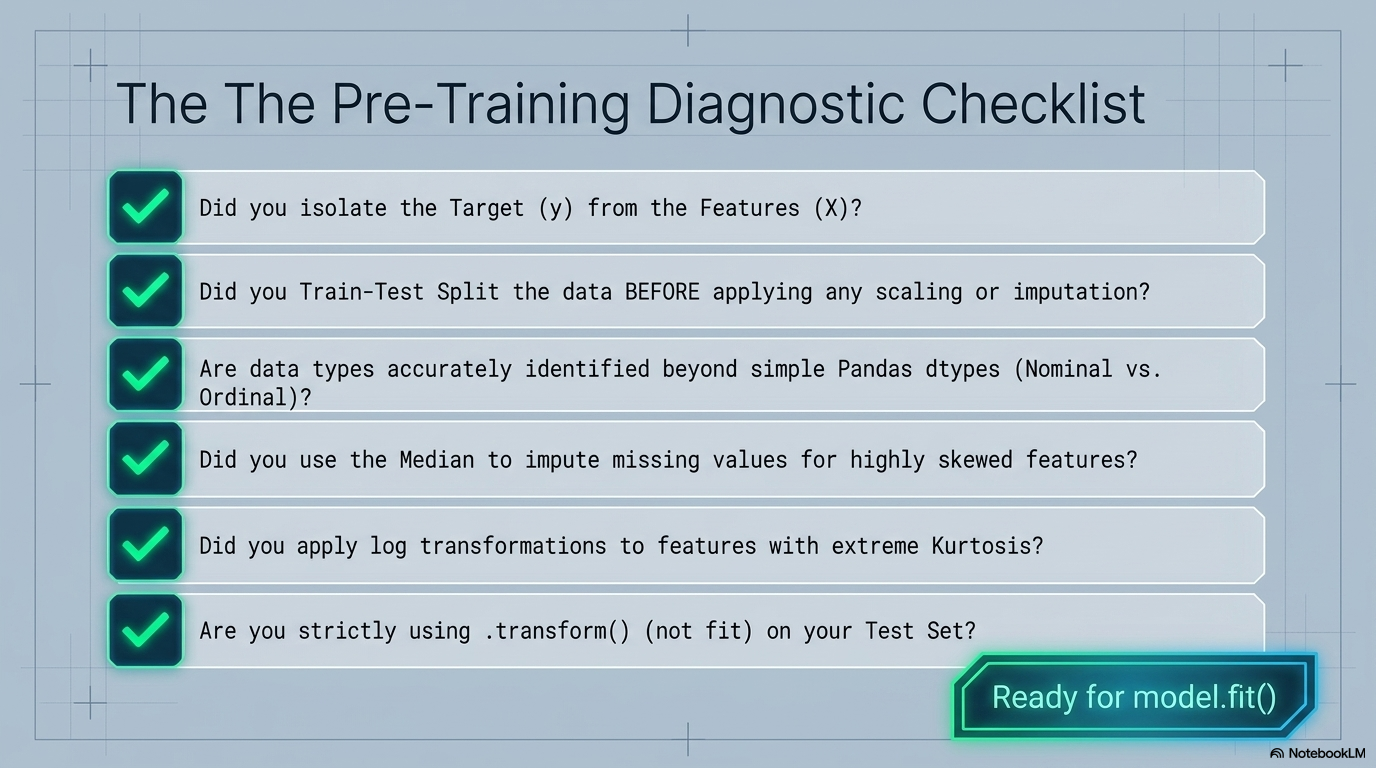 The The Pre-Training Diagnostic Checklist
Did you isolate the Target (y) from the Features (X)?
Did you Train-Test Split the data BEFORE applying any scaling or imputation?
Are data types accurately identified beyond simple Pandas dtypes (Nominal vs.
Ordinal)?
Did you use the Median to impute missing values for highly skewed features?
Did you apply log transformations to features with extreme Kurtosis?
Are you strictly using .transform() (not fit) on your Test Set?
Ready for model.fit()
NotebookLM